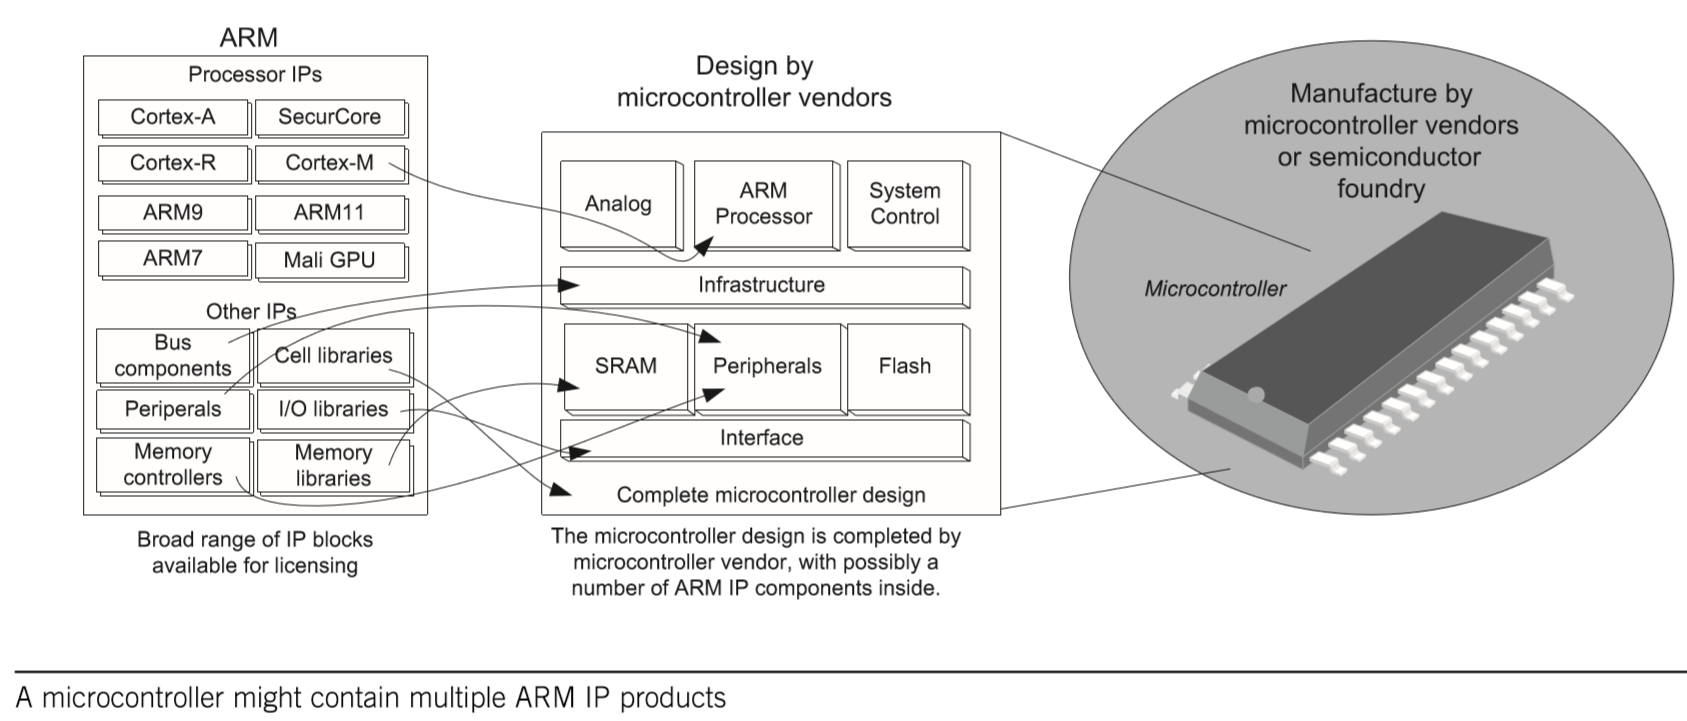 ARM
Processor IPs
Cortex-A
SecurCore
Cortex-R
Cortex-M
ARM9
ARM11
ARM7
Mali GPU
Other IPs
Bus
components
Cell libraries
Periperals
I/O libraries
Memory
controllers
Memory
libraries
Broad range of IP blocks
available for licensing
Design by
microcontroller vendors
Analog
ARM
Processor
System
Control
Infrastructure
SRAM
Peripherals
Flash
Interface
Complete microcontroller design
The microcontroller design is completed by
microcontroller vendor, with possibly a
number of ARM IP components inside.
Manufacture by
microcontroller vendors
or semiconductor
foundry
Microcontroller
A microcontroller might contain multiple ARM IP products